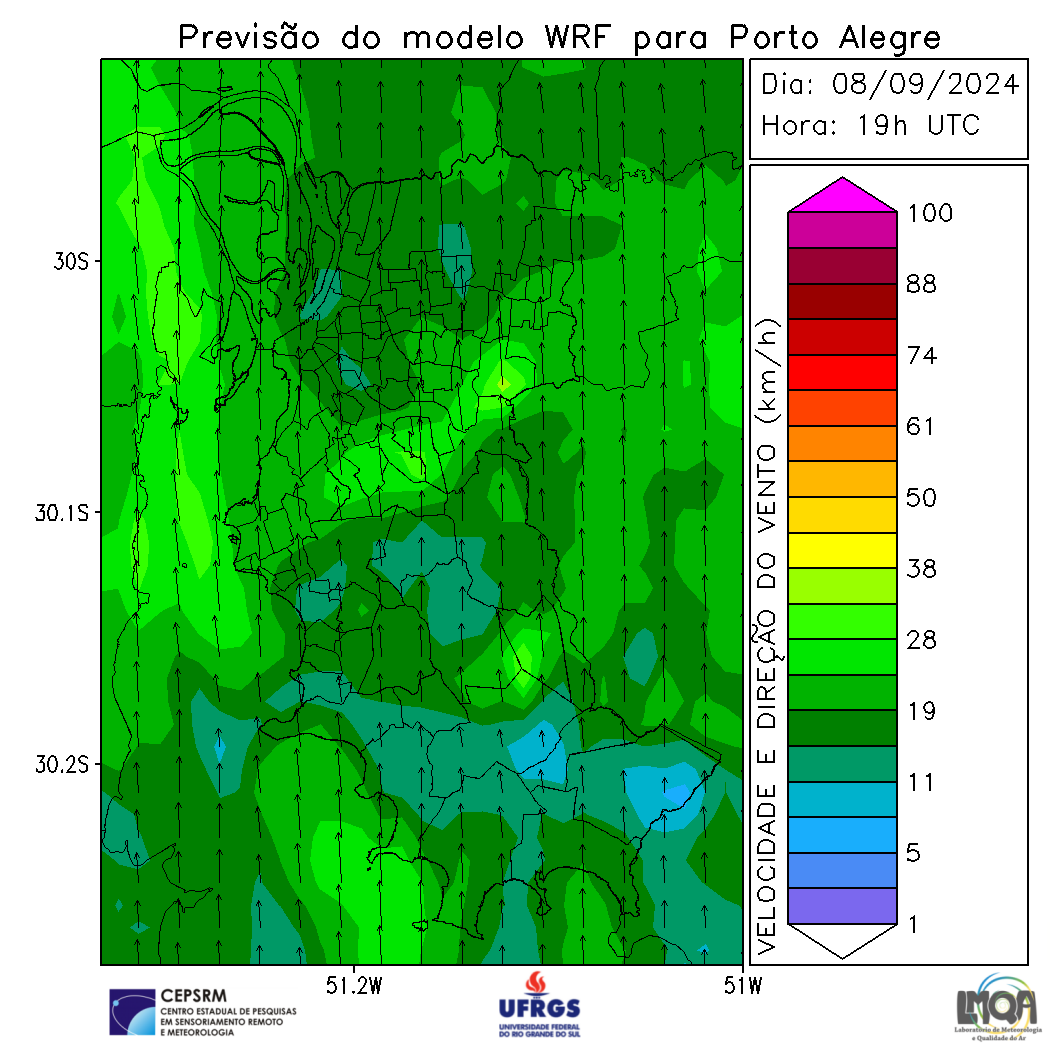 Previsão do modelo WRF para Porto Alegre
Dia: 08/09/2024
Hora: 19h UTC
30S
30.1S
30.2S
51.2W
51W
VELOCIDADE E DIREÇÃO DO VENTO (km/h)
100
88
74
61
50
38
28
19
11
5
1
CEPSRM
CENTRO ESTADUAL DE PESQUISAS
EM SENSORIAMENTO REMOTO
E METEOROLOGIA
UFRGS
UNIVERSIDADE FEDERAL
DO RIO GRANDE DO SUL
LMQA
Laboratório de Meteorologia
e Qualidade do Ar